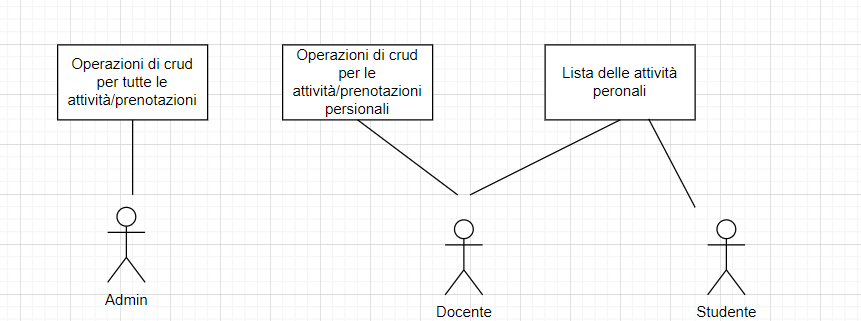 Operazioni di crud
per tutte le
attività/prenotazioni
Operazioni di crud
per le
attività/prenotazioni
persionali
Lista delle attività
peronali
Admin
Docente
Studente